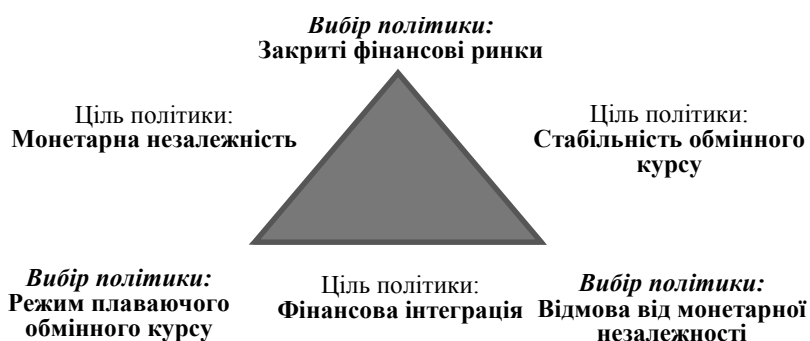 Вибір політики:
Закриті фінансові ринки
Ціль політики:
Монетарна незалежність
Ціль політики:
Стабільність обмінного
курсу
Вибір політики:
Режим плаваючого
обмінного курсу
Ціль політики:
Фінансова інтеграція
Вибір політики:
Відмова від монетарної
незалежності